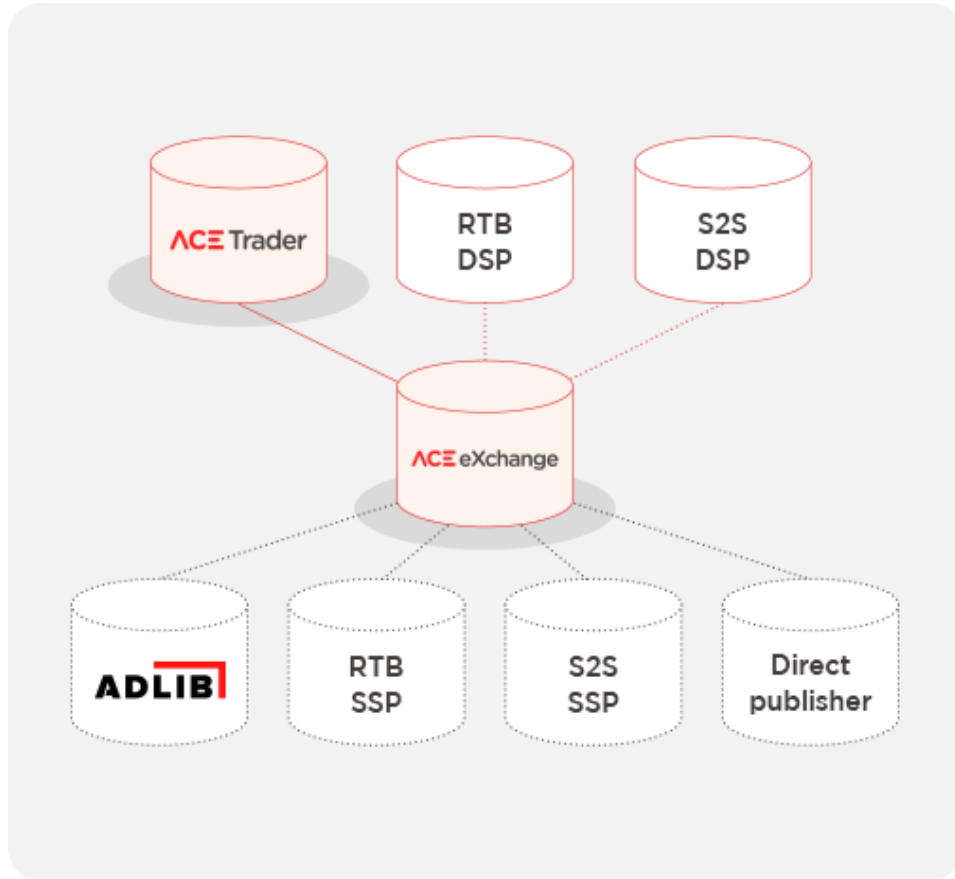 ACE Trader
RTB
DSP
S2S
DSP
ACE eXchange
ADLIB
RTB
SSP
S2S
SSP
Direct
publisher